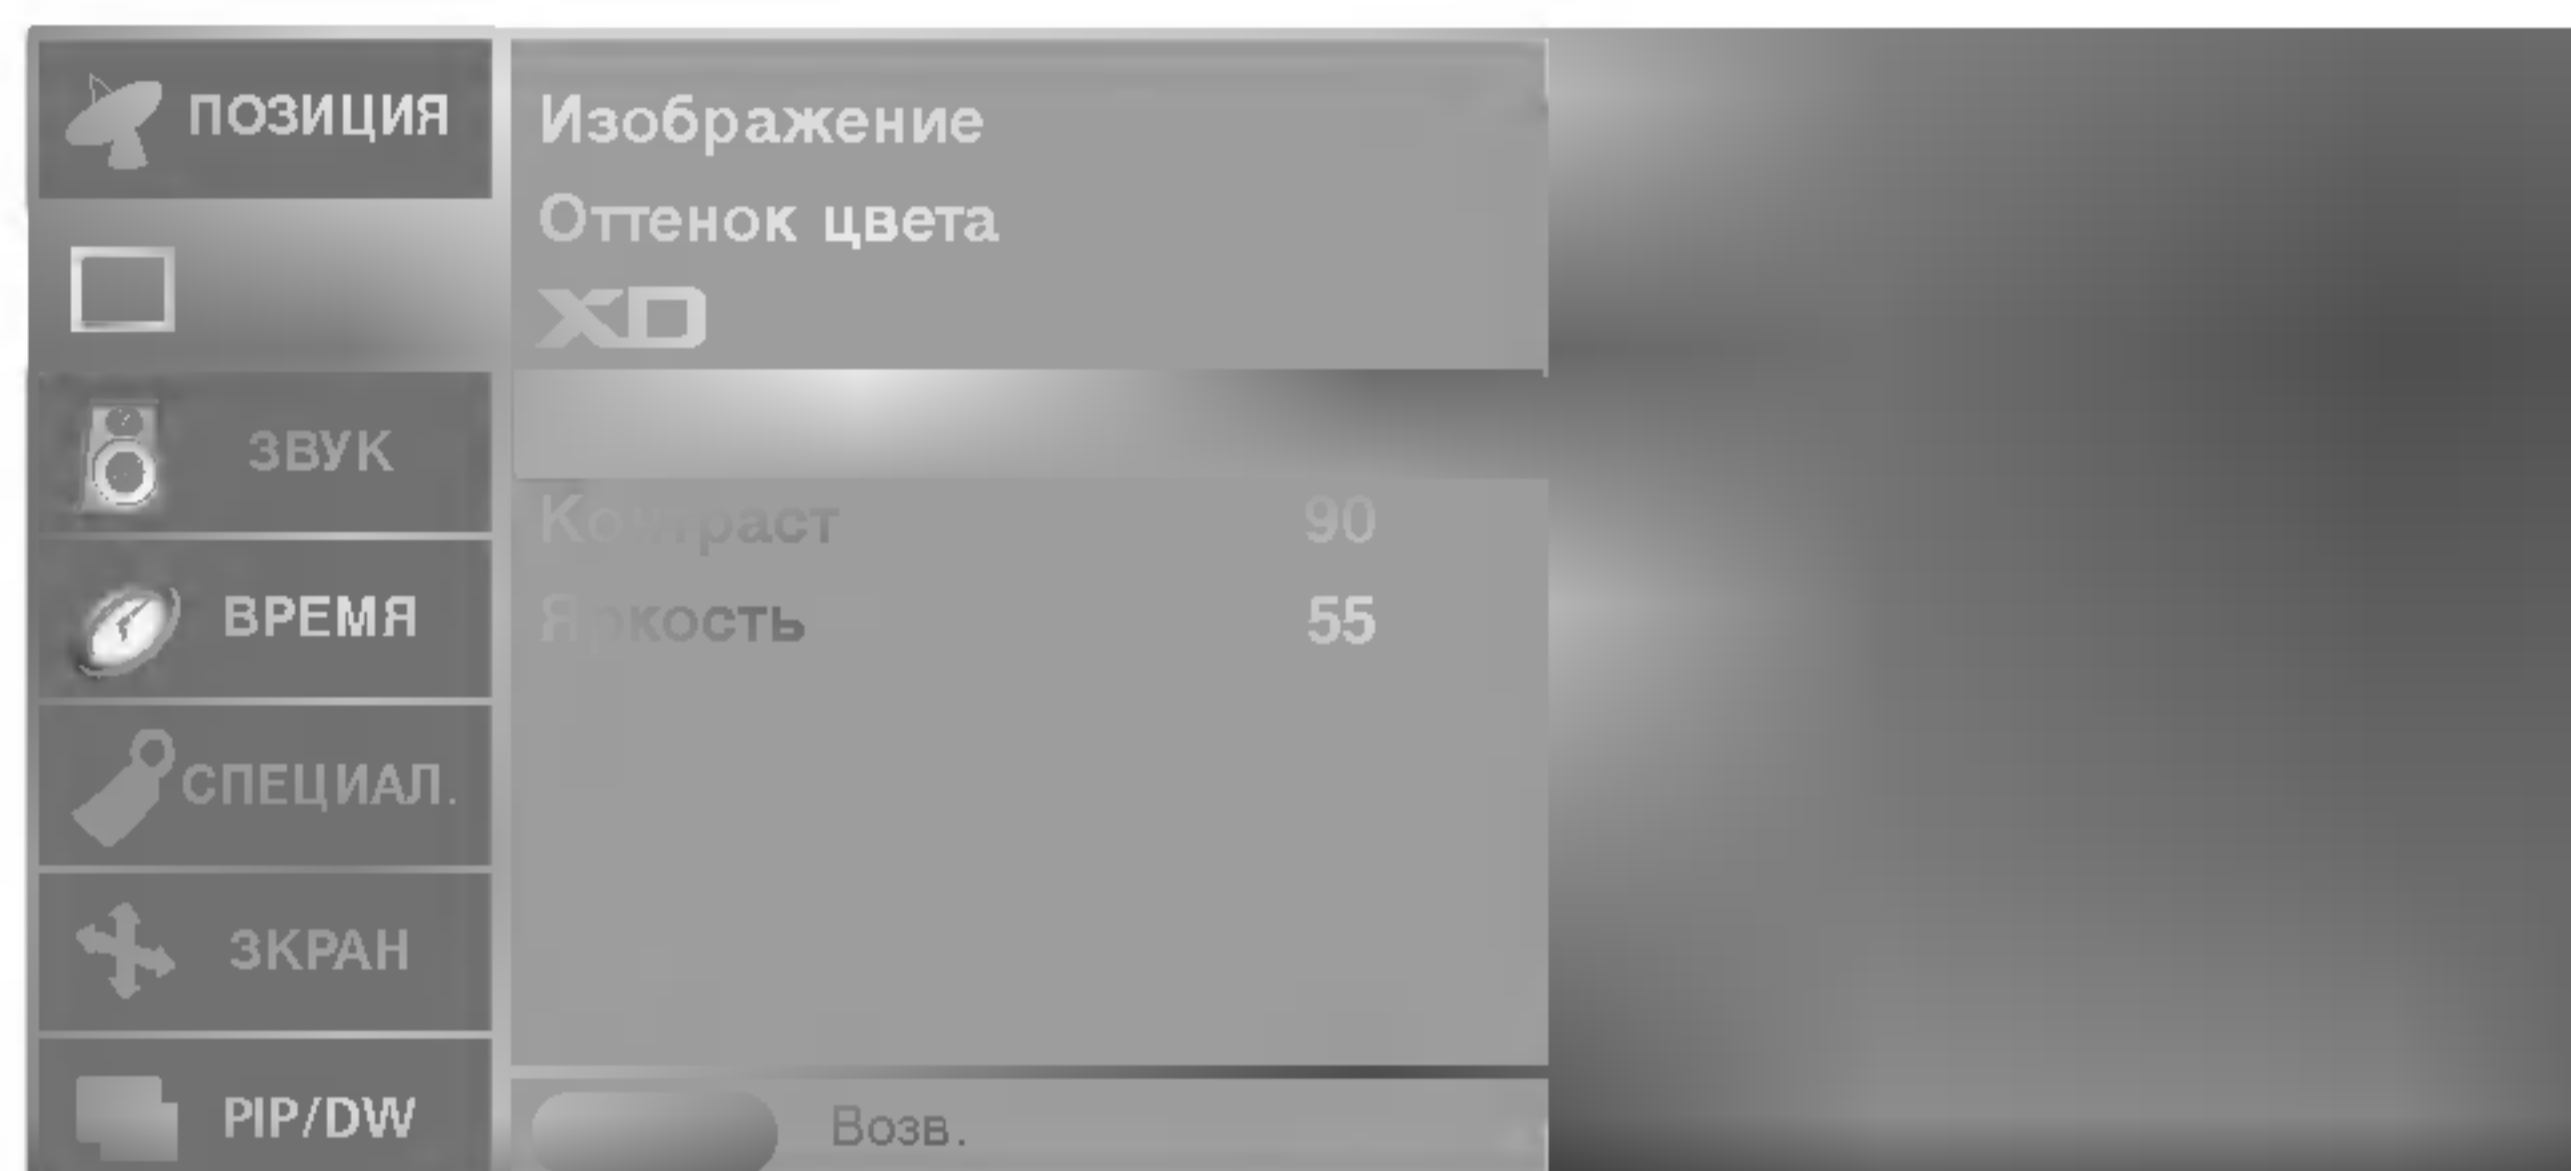 ПОЗИЦИЯ
ЗВУК
ВРЕМЯ
СПЕЦИАЛ.
ЗКРАН
PIP/DW
Изображение
Оттенок цвета
XD
Контраст 90
Яркость 55
Возв.